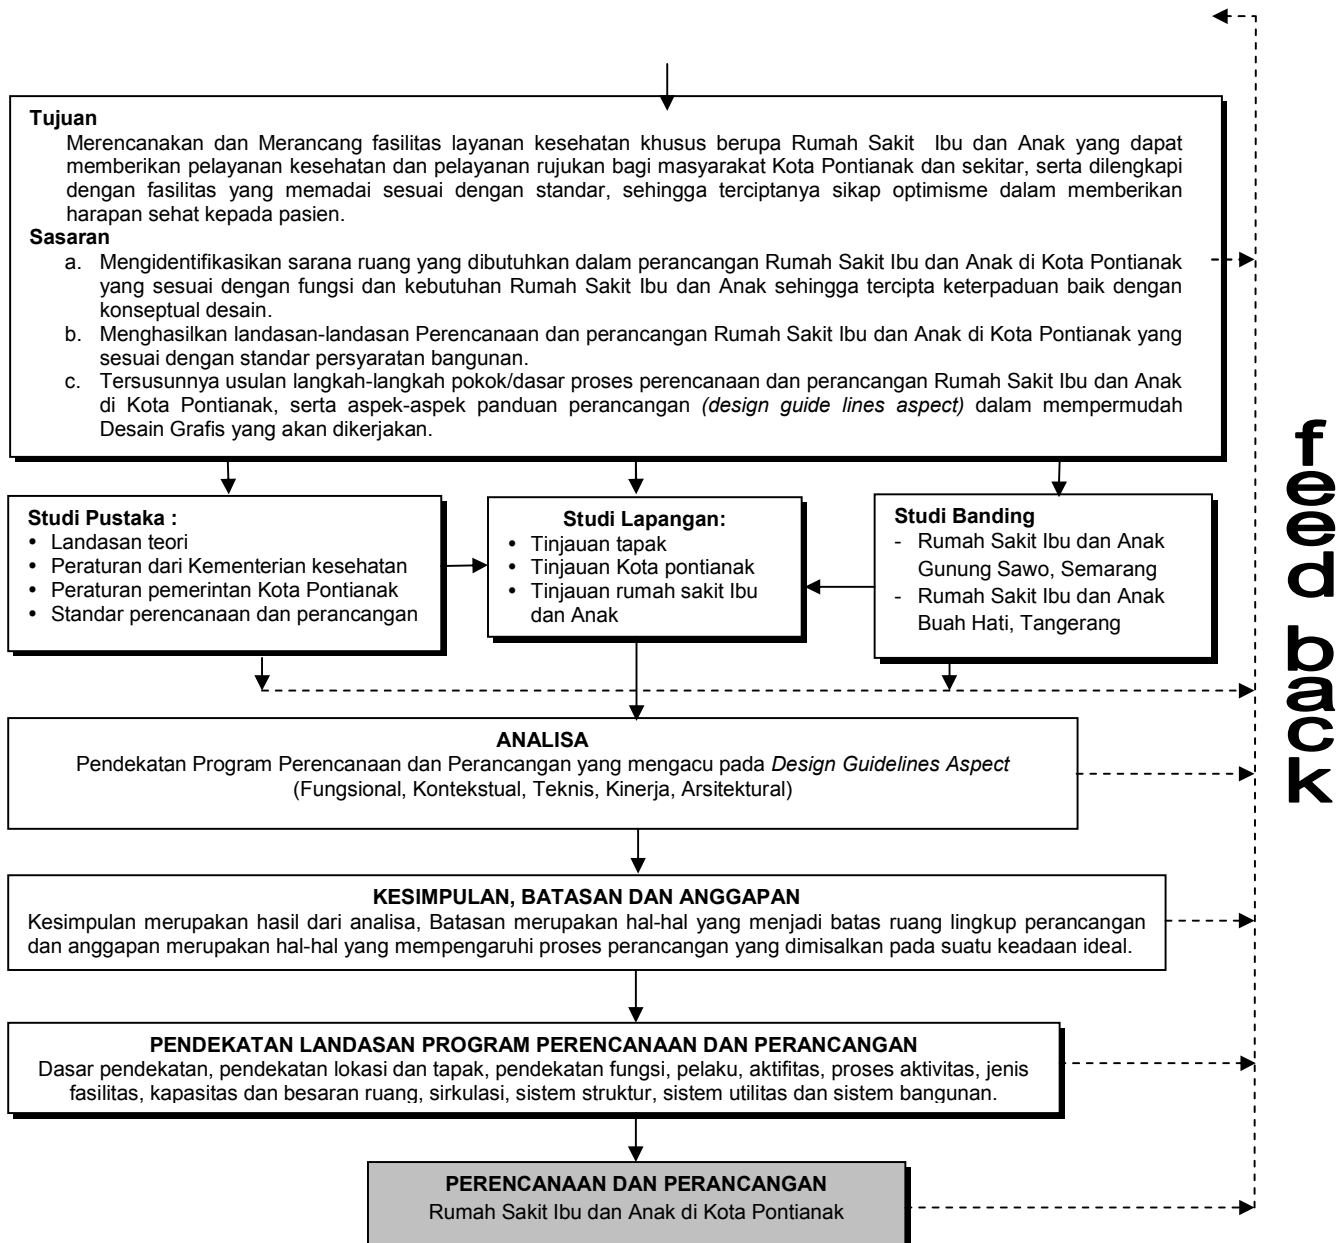 Tujuan
Merencanakan dan Merancang fasilitas layanan kesehatan khusus berupa Rumah Sakit Ibu dan Anak yang dapat
memberikan pelayanan kesehatan dan pelayanan rujukan bagi masyarakat Kota Pontianak dan sekitar, serta dilengkapi
dengan fasilitas yang memadai sesuai dengan standar, sehingga terciptanya sikap optimisme dalam memberikan
harapan sehat kepada pasien.
Sasaran
a. Mengidentifikasikan sarana ruang yang dibutuhkan dalam perancangan Rumah Sakit Ibu dan Anak di Kota Pontianak
yang sesuai dengan fungsi dan kebutuhan Rumah Sakit Ibu dan Anak sehingga tercipta keterpaduan baik dengan
konseptual desain.
b. Menghasilkan landasan-landasan Perencanaan dan perancangan Rumah Sakit Ibu dan Anak di Kota Pontianak yang
sesuai dengan standar persyaratan bangunan.
c. Tersusunnya usulan langkah-langkah pokok/dasar proses perencanaan dan perancangan Rumah Sakit Ibu dan Anak
di Kota Pontianak, serta aspek-aspek panduan perancangan (design guide lines aspect) dalam mempermudah
Desain Grafis yang akan dikerjakan.
Studi Pustaka :
• Landasan teori
• Peraturan dari Kementerian kesehatan
• Peraturan pemerintan Kota Pontianak
• Standar perencanaan dan perancangan
Studi Lapangan:
• Tinjauan tapak
• Tinjauan Kota pontianak
• Tinjauan rumah sakit Ibu
dan Anak
Studi Banding
- Rumah Sakit Ibu dan Anak
Gunung Sawo, Semarang
- Rumah Sakit Ibu dan Anak
Buah Hati, Tangerang
ANALISA
Pendekatan Program Perencanaan dan Perancangan yang mengacu pada Design Guidelines Aspect
(Fungsional, Kontekstual, Teknis, Kinerja, Arsitektural)
KESIMPULAN, BATASAN DAN ANGGAPAN
Kesimpulan merupakan hasil dari analisa, Batasan merupakan hal-hal yang menjadi batas ruang lingkup perancangan
dan anggapan merupakan hal-hal yang mempengaruhi proses perancangan yang dimisalkan pada suatu keadaan ideal.
PENDEKATAN LANDASAN PROGRAM PERENCANAAN DAN PERANCANGAN
Dasar pendekatan, pendekatan lokasi dan tapak, pendekatan fungsi, pelaku, aktifitas, proses aktivitas, jenis
fasilitas, kapasitas dan besaran ruang, sirkulasi, sistem struktur, sistem utilitas dan sistem bangunan.
PERENCANAAN DAN PERANCANGAN
Rumah Sakit Ibu dan Anak di Kota Pontianak
feed back